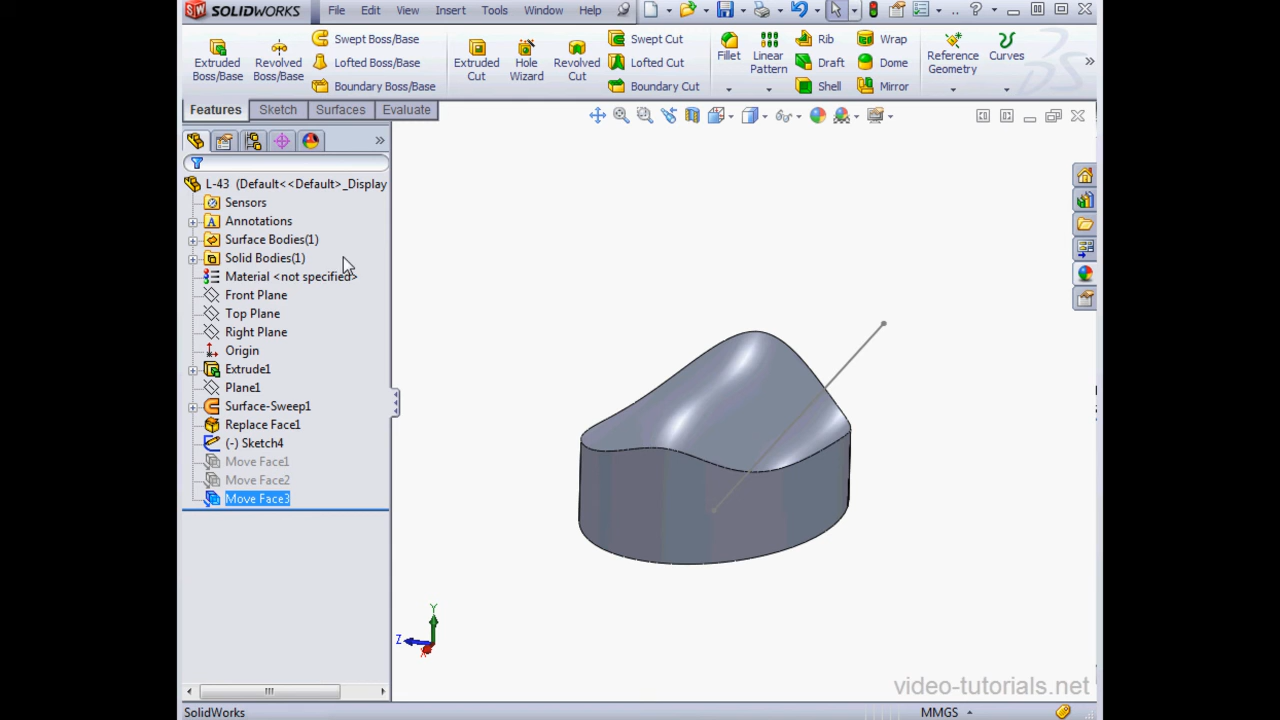 SOLIDWORKS File Edit View Insert Tools Window Help
Extruded Boss/Base
Revolved Boss/Base
Swept Boss/Base
Lofted Boss/Base
Boundary Boss/Base
Extruded Cut
Hole Wizard
Revolved Cut
Swept Cut
Lofted Cut
Boundary Cut
Fillet
Linear Pattern
Rib
Draft
Shell
Wrap
Dome
Mirror
Reference Geometry
Curves
Features Sketch Surfaces Evaluate
L-43 (Default<<Default>_Display
Sensors
Annotations
Surface Bodies(1)
Solid Bodies(1)
Material <not specified>
Front Plane
Top Plane
Right Plane
Origin
Extrude1
Plane1
Surface-Sweep1
Replace Face1
(-) Sketch4
Move Face1
Move Face2
Move Face3
Y
Z
X
video-tutorials.net
SolidWorks MMGS